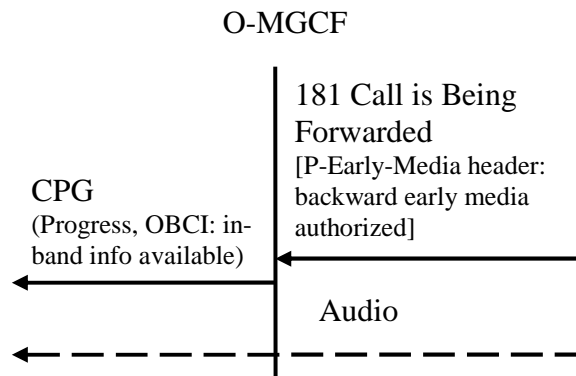 O-MGCF
181 Call is Being
Forwarded
[P-Early-Media header:
backward early media
authorized]
CPG
(Progress, OBCI: in-
band info available)
Audio